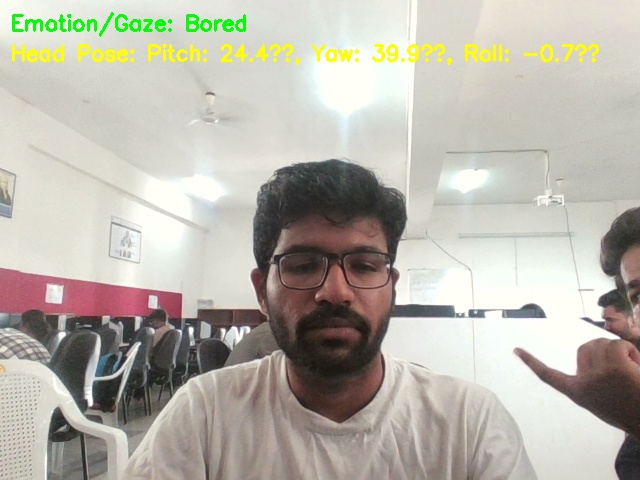 Emotion/Gaze: Bored
Head Pose: Pitch: 24.4??, Yaw: 39.9??, Roll: -0.7??